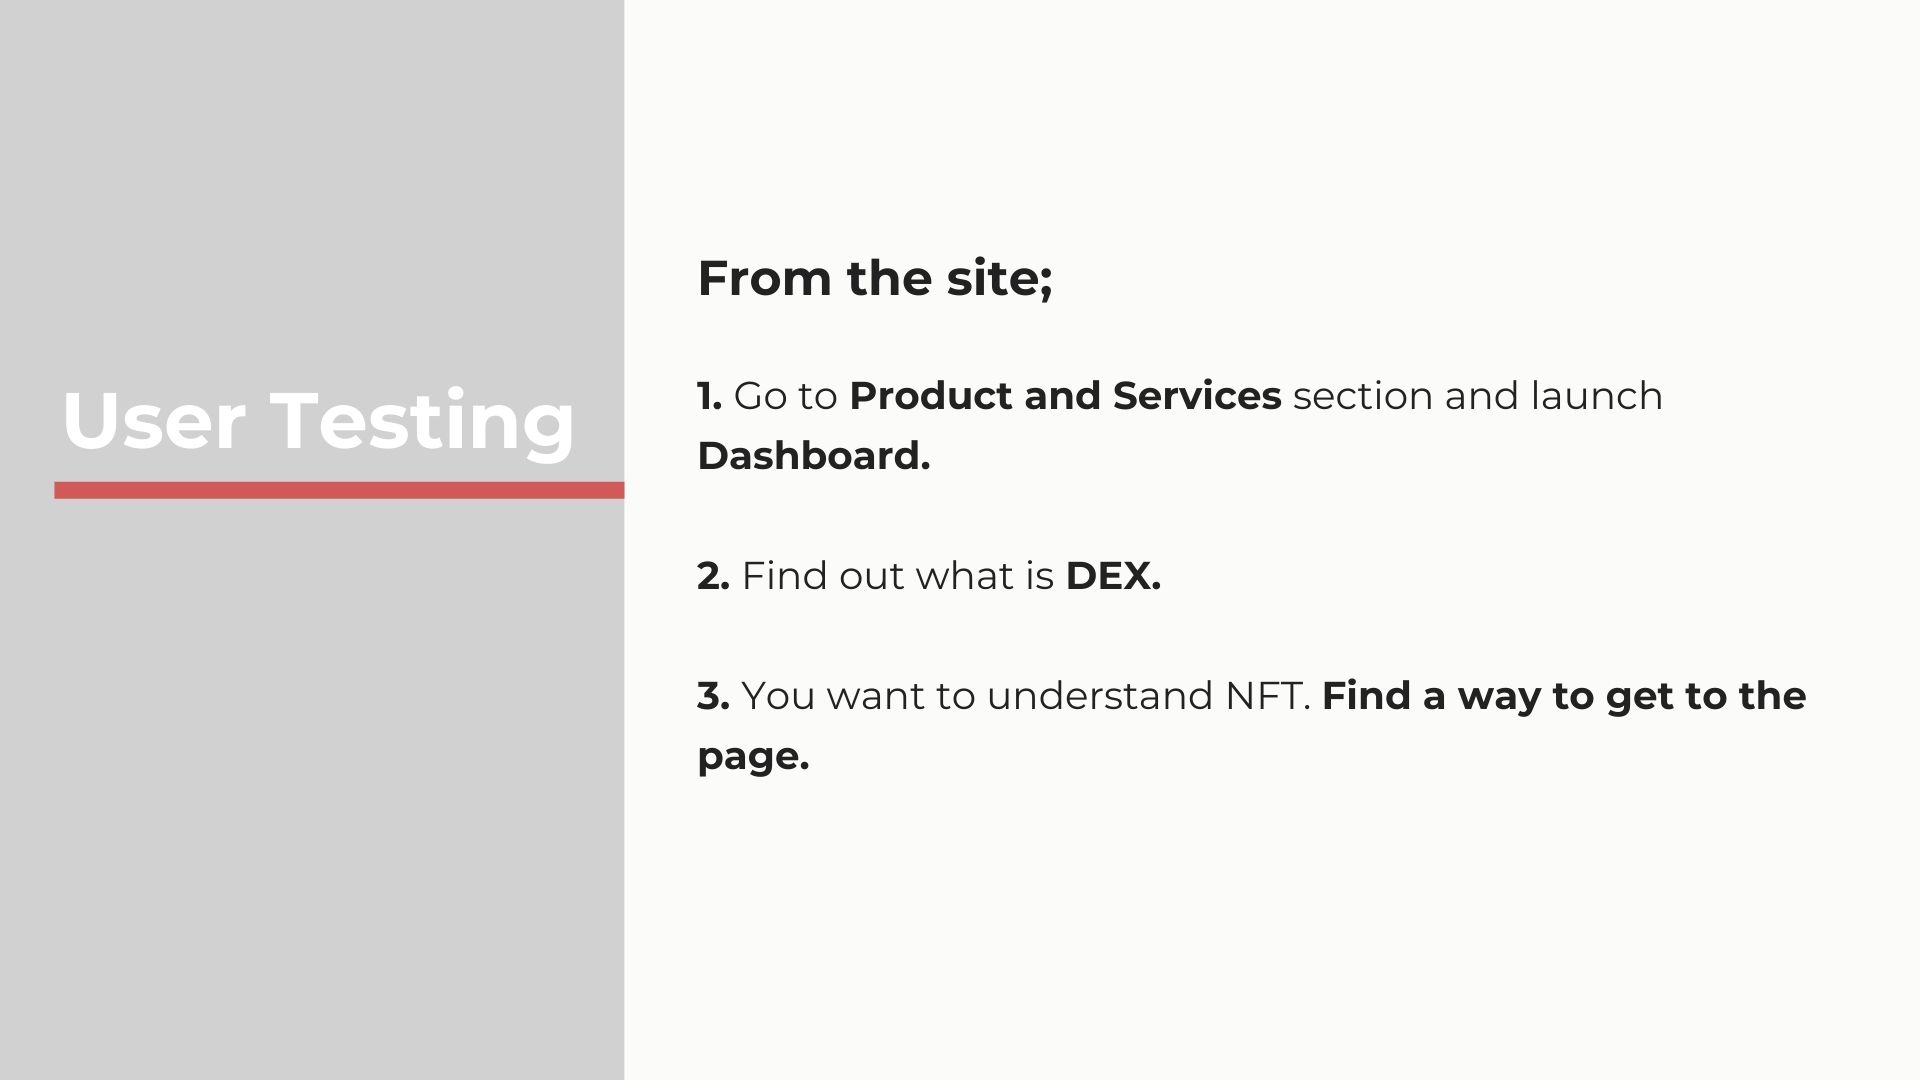 User Testing
From the site;
1. Go to Product and Services section and launch
Dashboard.
2. Find out what is DEX.
3. You want to understand NFT. Find a way to get to the
page.